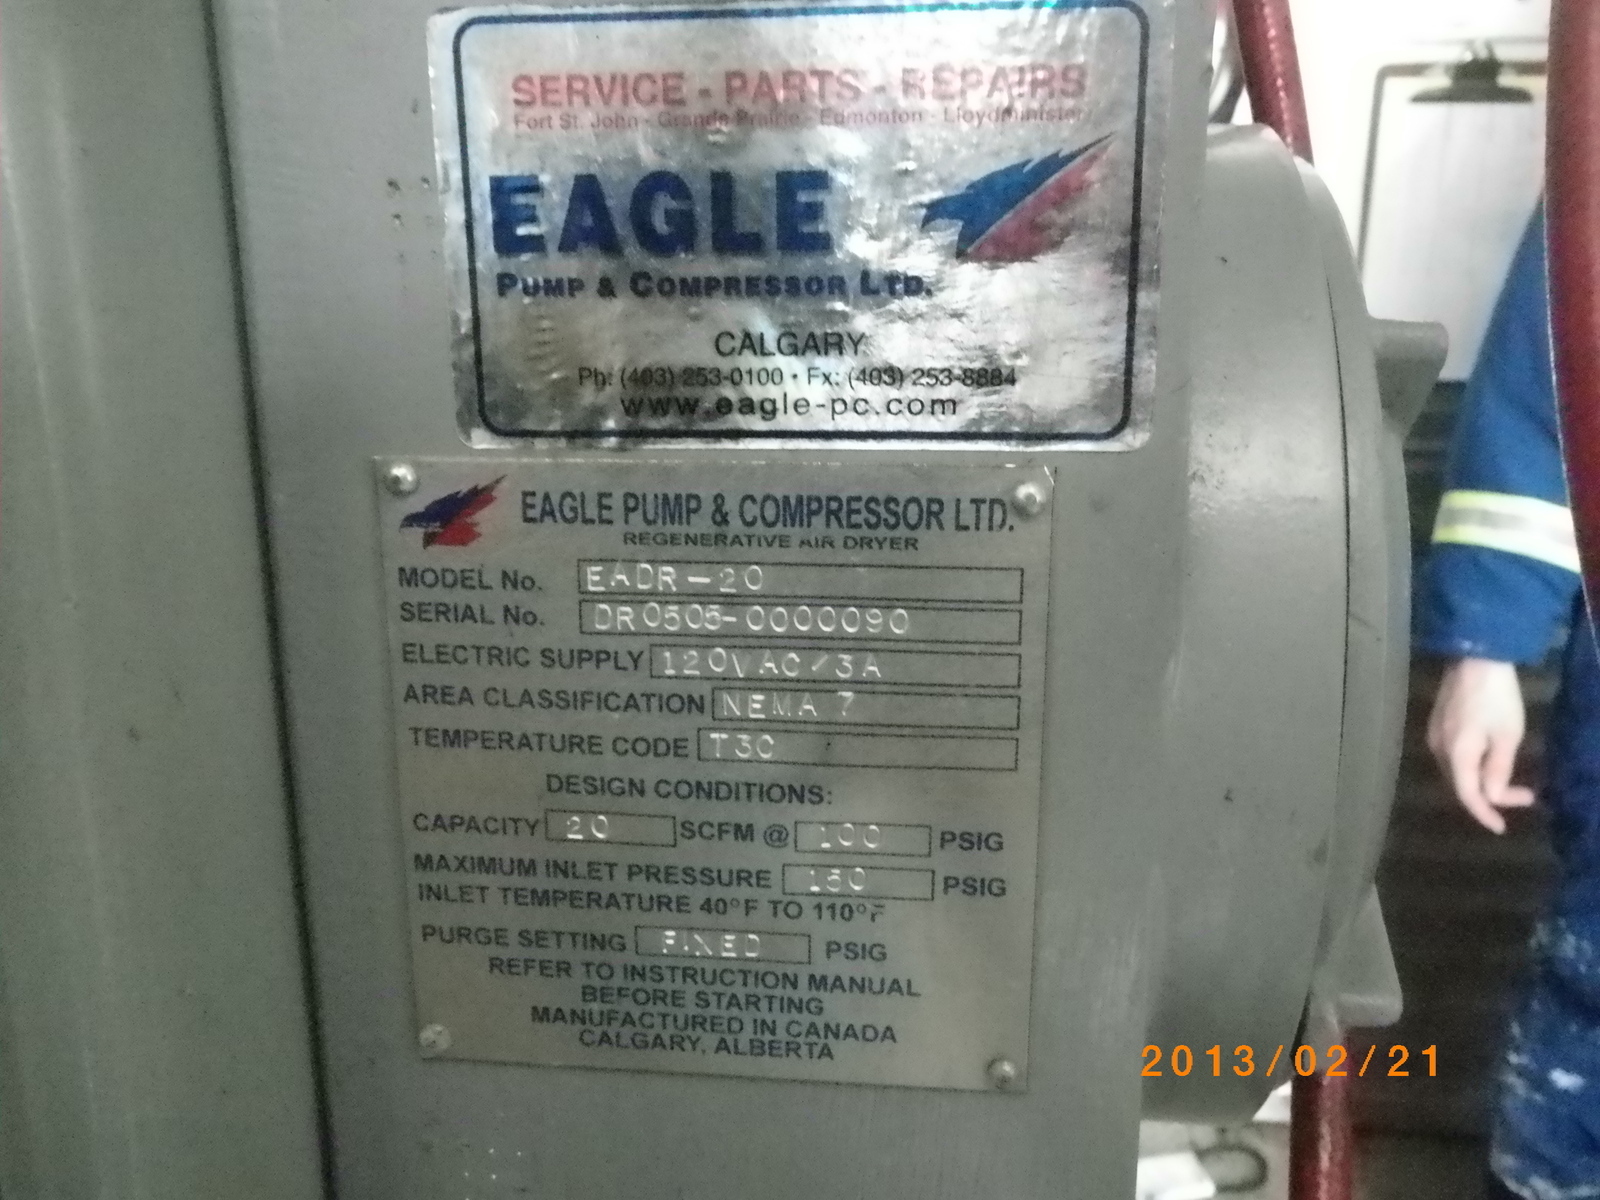 SERVICE - PARTS - REPAIRS
Fort St. John - Grande Prairie - Edmonton - Lloydminister
EAGLE
PUMP & COMPRESSOR LTD.
CALGARY
Ph: (403) 253-0100 • Fx: (403) 253-8884
www.eagle-pc.com
EAGLE PUMP & COMPRESSOR LTD.
REGENERATIVE AIR DRYER
MODEL No. EADR-20
SERIAL No. DR0505-0000090
ELECTRIC SUPPLY 120VAC/3A
AREA CLASSIFICATION NEMA 7
TEMPERATURE CODE T3C
DESIGN CONDITIONS:
CAPACITY 20 SCFM @ 100 PSIG
MAXIMUM INLET PRESSURE 150 PSIG
INLET TEMPERATURE 40°F TO 110°F
PURGE SETTING FIXED PSIG
REFER TO INSTRUCTION MANUAL
BEFORE STARTING
MANUFACTURED IN CANADA
CALGARY, ALBERTA
2013/02/21